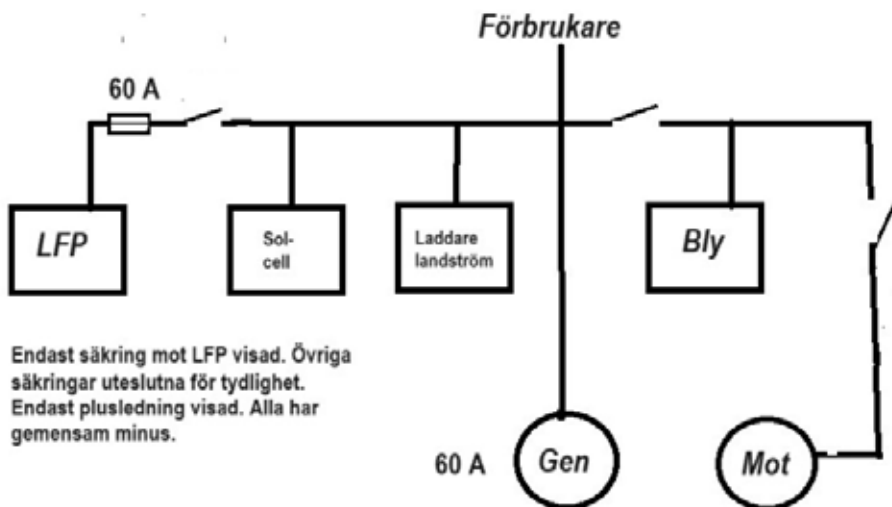 Förbrukare
60 A
LFP
Sol-
cell
Laddare
landström
Bly
Endast säkring mot LFP visad. Övriga
säkringar uteslutna för tydlighet.
Endast plusledning visad. Alla har
gemensam minus.
60 A
Gen
Mot